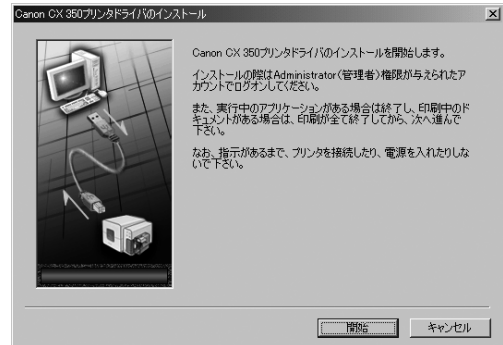 Canon CX 350プリンタドライバのインストール
Canon CX 350プリンタドライバのインストールを開始します。
インストールの際はAdministrator(管理者)権限が与えられたア
カウントでログオンしてください。
また、実行中のアプリケーションがある場合は終了し、印刷中のド
キュメントがある場合は、印刷が全て終了してから、次へ進んで
下さい。
なお、指示があるまで、プリンタを接続したり、電源を入れたりしな
いで下さい。
開始
キャンセル